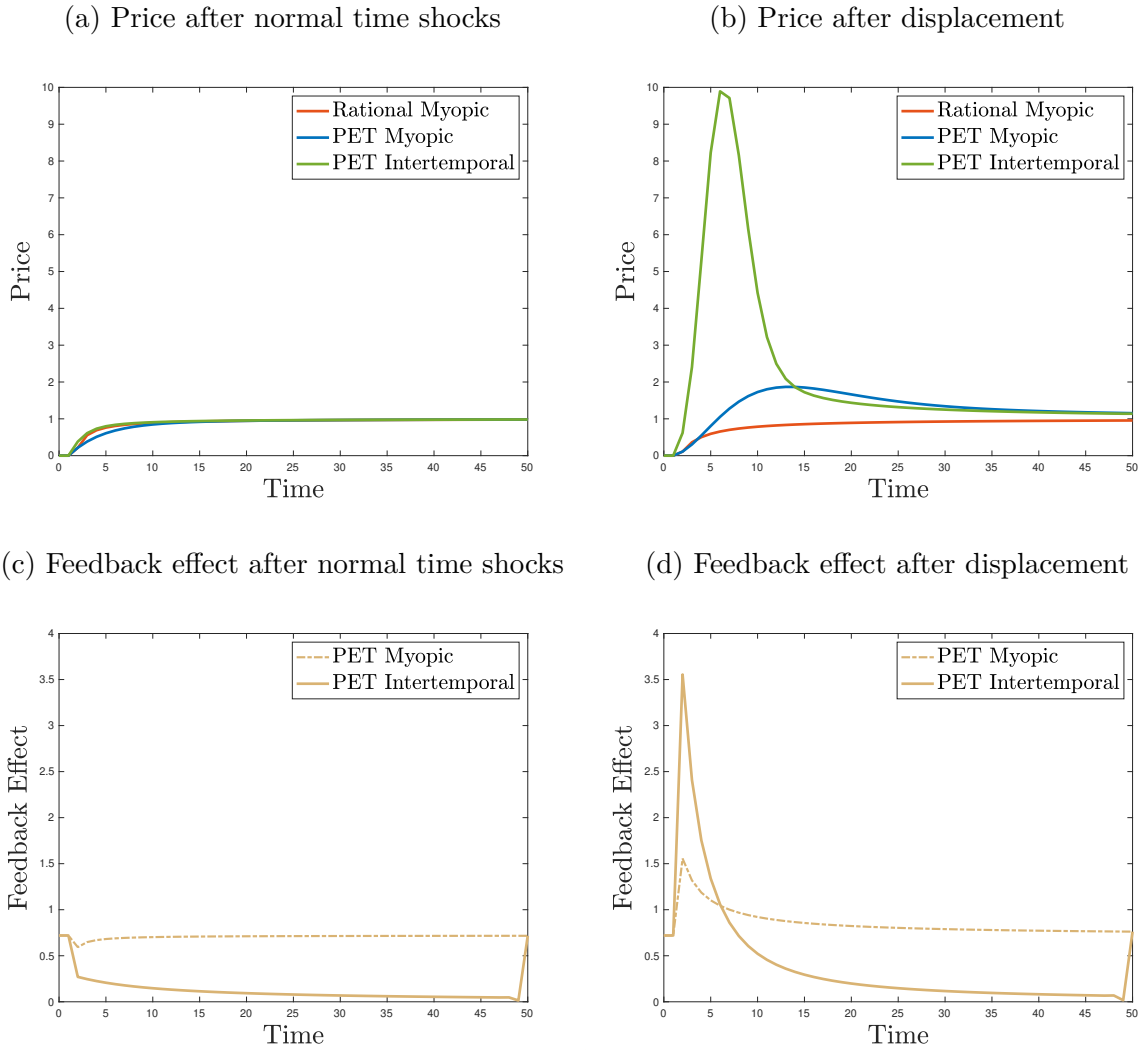 (a) Price after normal time shocks
(b) Price after displacement
10
9
8
7
6
5
4
3
2
1
0
Price
Rational Myopic
PET Myopic
PET Intertemporal
0 5 10 15 20 25 30 35 40 45 50
Time
10
9
8
7
6
5
4
3
2
1
0
Price
Rational Myopic
PET Myopic
PET Intertemporal
0 5 10 15 20 25 30 35 40 45 50
Time
(c) Feedback effect after normal time shocks
(d) Feedback effect after displacement
4
3.5
3
2.5
2
1.5
1
0.5
0
Feedback Effect
PET Myopic
PET Intertemporal
0 5 10 15 20 25 30 35 40 45 50
Time
4
3.5
3
2.5
2
1.5
1
0.5
0
Feedback Effect
PET Myopic
PET Intertemporal
0 5 10 15 20 25 30 35 40 45 50
Time